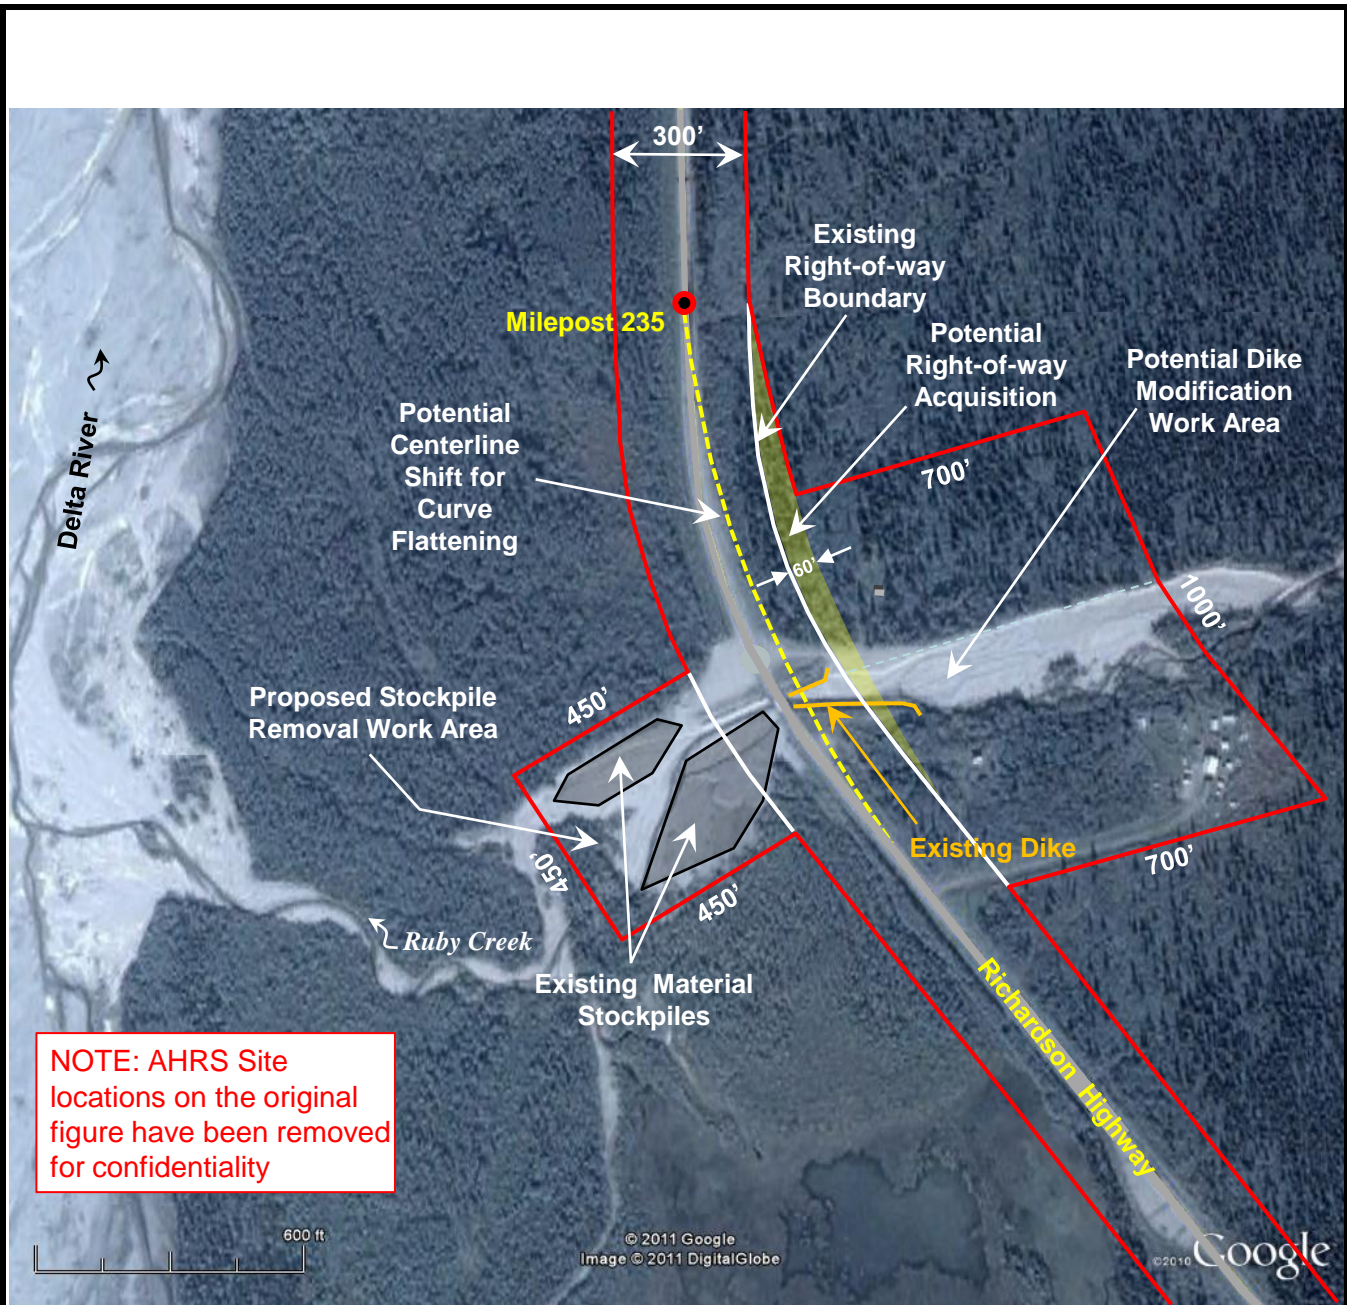 300’
Existing
Right-of-way
Boundary
Milepost 235
Potential
Right-of-way
Acquisition
Potential Dike
Modification
Work Area
Delta River
Potential
Centerline
Shift for
Curve
Flattening
700’
60’
1000’
Proposed Stockpile
Removal Work Area
450’
450’
450’
Existing Dike
700’
Ruby Creek
Existing Material
Stockpiles
Richardson Highway
NOTE: AHRS Site
locations on the original
figure have been removed
for confidentiality
600 ft
© 2011 Google
Image © 2011 DigitalGlobe
©2010 Google